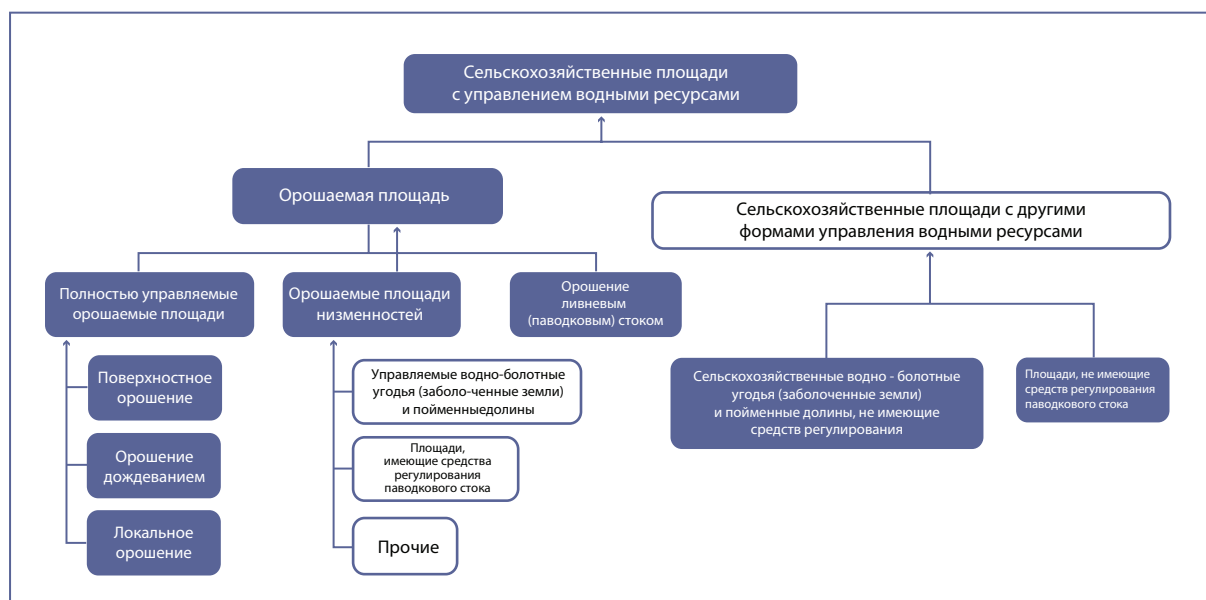 Сельскохозяйственные площади
с управлением водными ресурсами
Орошаемая площадь
Сельскохозяйственные площади с другими
формами управления водными ресурсами
Полностью управляемые
орошаемые площади
Орошаемые площади
низменностей
Орошение
ливневым
(паводковым) стоком
Поверхностное
орошение
Орошение
дождеванием
Локальное
орошение
Управляемые водно-болотные
угодья (заболо-ченные земли)
и пойменныедолины
Площади,
имеющие средства
регулирования
паводкового стока
Прочие
Сельскохозяйственные водно - болотные
угодья (заболоченные земли)
и пойменные долины, не имеющие
средств регулирования
Площади, не имеющие
средств регулирования
паводкового стока